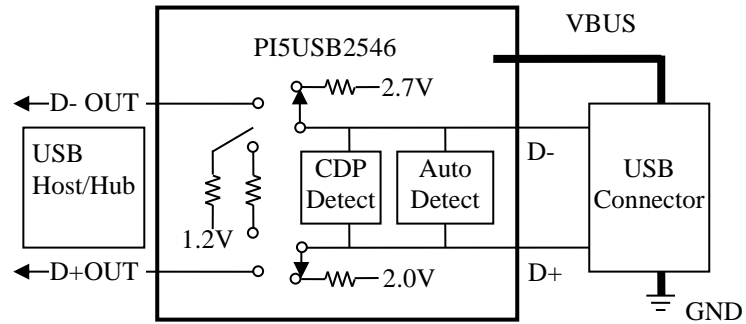 PI5USB2546
VBUS
D- OUT
2.7V
USB
Host/Hub
CDP
Detect
Auto
Detect
D-
USB
Connector
1.2V
D+OUT
2.0V
D+
GND